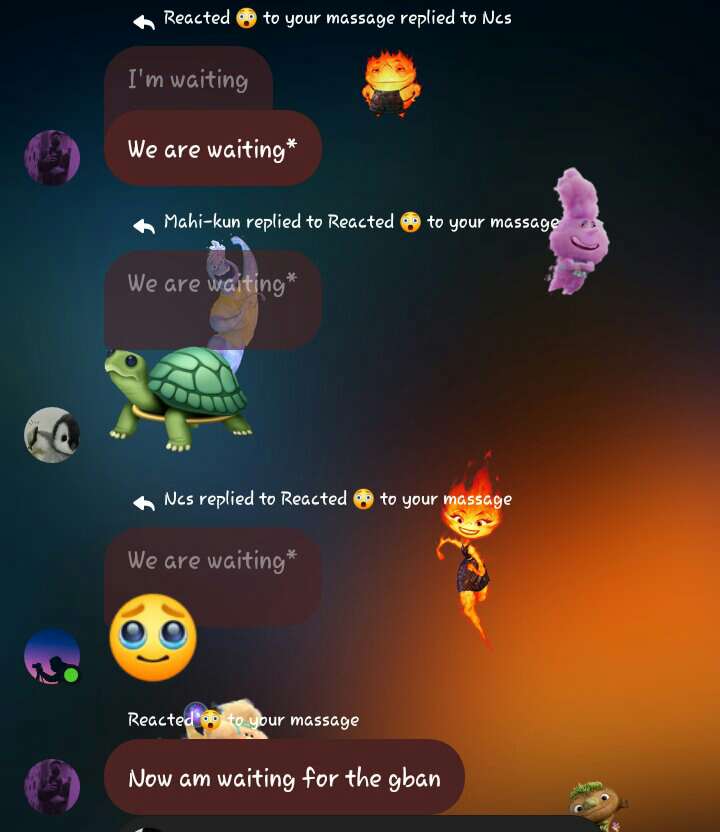 Reacted 😲 to your massage replied to Ncs
I'm waiting
We are waiting*
Mahi-kun replied to Reacted 😲 to your massage
We are waiting*
Ncs replied to Reacted 😲 to your massage
We are waiting*
Reacted 😲 to your massage
Now am waiting for the gban